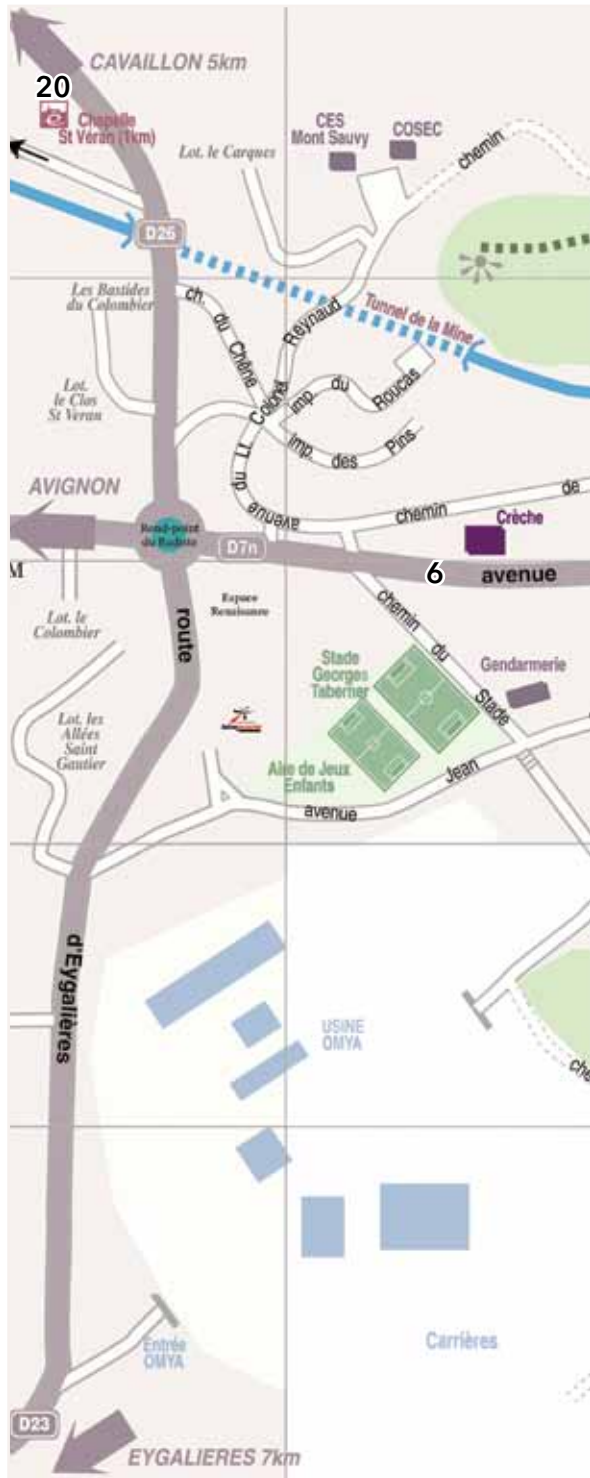 CAVAILLON 5km
20
Chapelle
St Véran (1km)
Lot. le Carques
CES
Mont Sauvy
COSEC
chemin
D26
Les Bastides
du Colombier
ch. du Chêne
Reynaud
Tunnel de la Mine
Lot.
le Clos
St Veran
Colonel
imp. du Roucas
imp. des Pins
Lt
du
avenue
AVIGNON
chemin de
Crèche
Rond-point
du Radote
D7n
M
6
avenue
Lot. le
Colombier
route
Espace
Renaissance
chemin du Stade
Stade
Georges
Taberner
Gendarmerie
Lot. les
Allées
Saint
Gautier
Aire de Jeux
Enfants
avenue Jean
d'Eygalières
USINE
OMYA
che
Entrée
OMYA
Carrières
D23
EYGALIERES 7km